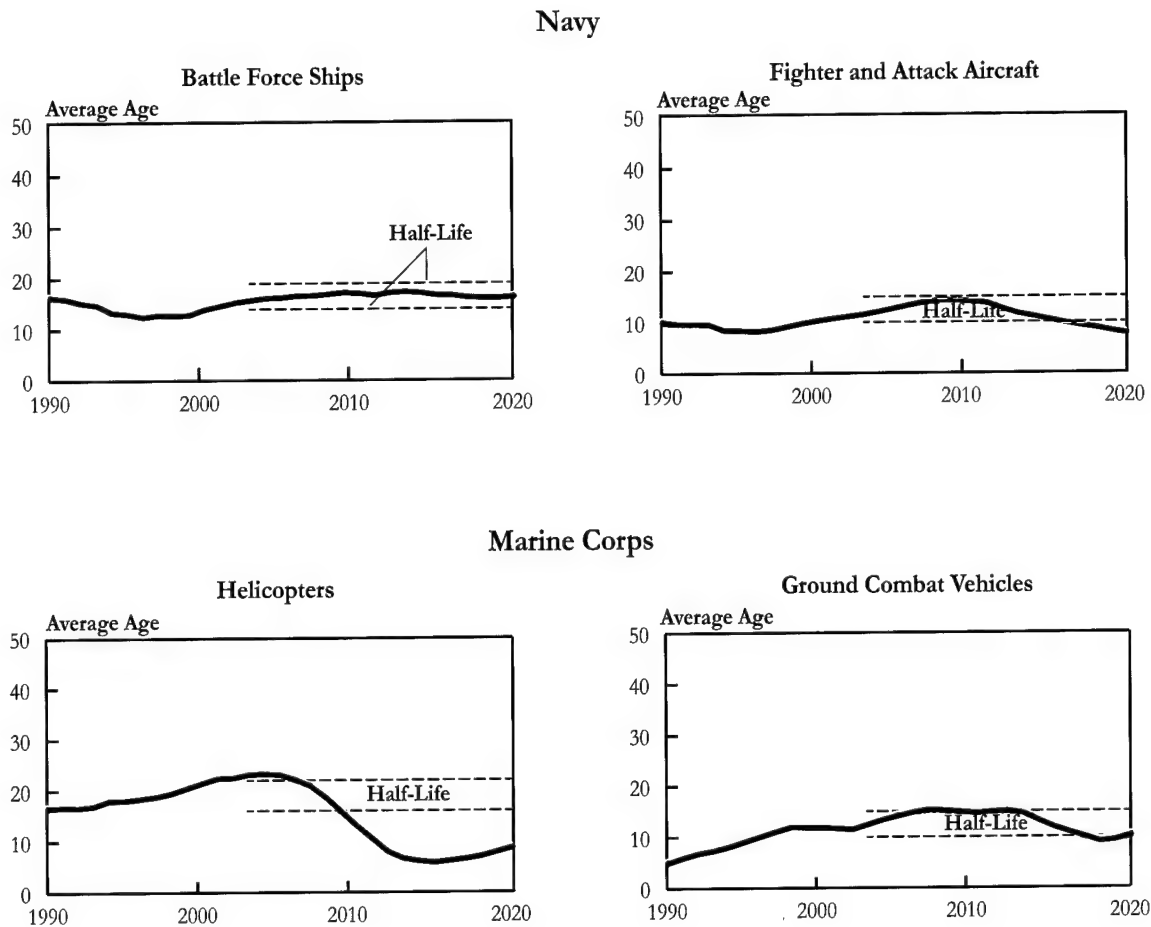 Navy
Battle Force Ships
Average Age
50
40
30
20
10
0
Half-Life
1990 2000 2010 2020
Fighter and Attack Aircraft
Average Age
50
40
30
20
10
0
Half-Life
1990 2000 2010 2020
Marine Corps
Helicopters
Average Age
50
40
30
20
10
0
Half-Life
1990 2000 2010 2020
Ground Combat Vehicles
Average Age
50
40
30
20
10
0
Half-Life
1990 2000 2010 2020